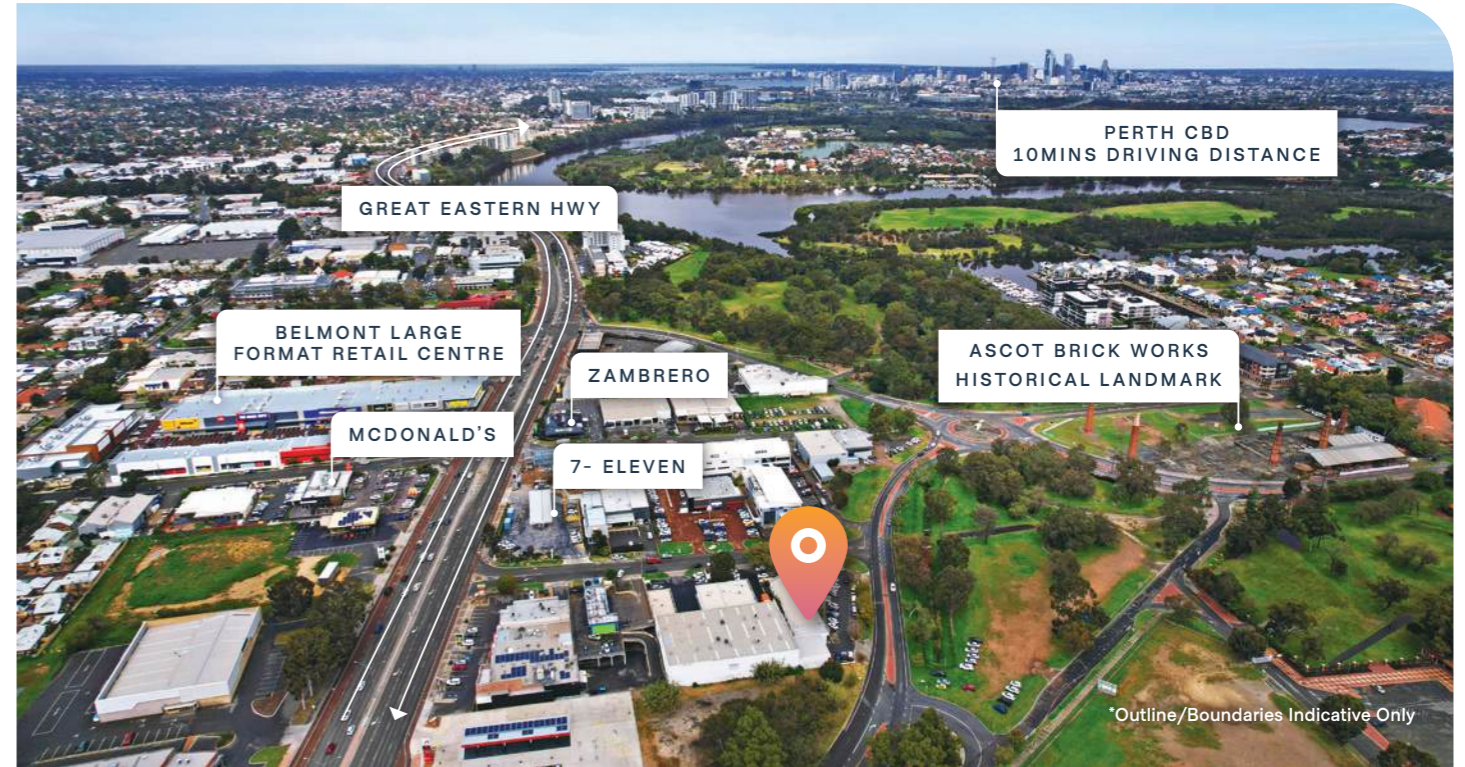 PERTH CBD
10MINS DRIVING DISTANCE
GREAT EASTERN HWY
BELMONT LARGE
FORMAT RETAIL CENTRE
ZAMBRERO
ASCOT BRICK WORKS
HISTORICAL LANDMARK
MCDONALD'S
7- ELEVEN
*Outline/Boundaries Indicative Only